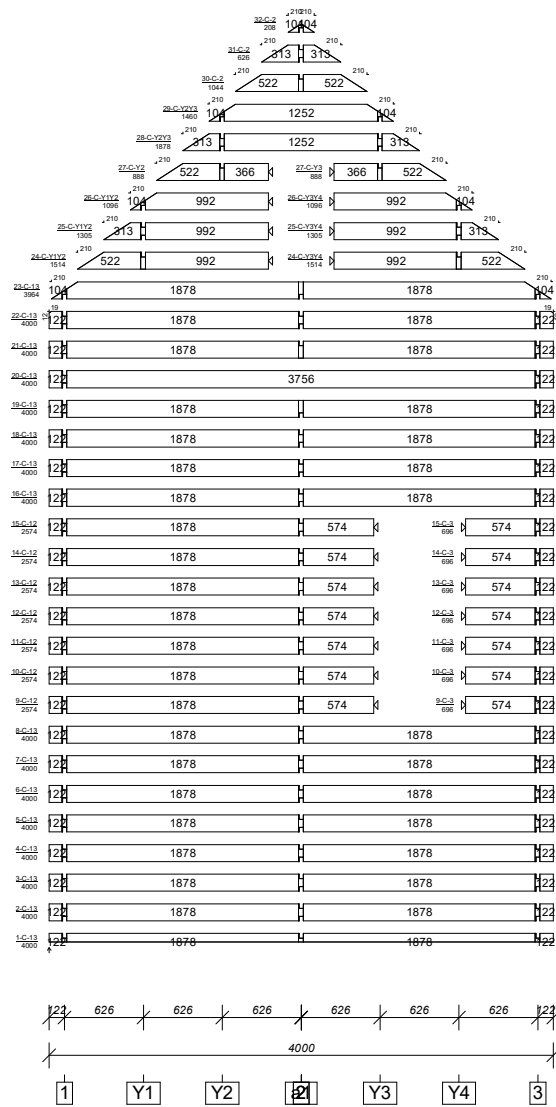 210 210
32-C-2 104 104
208
210 210
31-C-2 313 313
626
210 210
30-C-2 522 522
1044
210 210
29-C-Y2Y3 104 1252 104
1460
210 210
28-C-Y2Y3 313 1252 313
1878
210 210
27-C-Y2 522 366 27-C-Y3 366 522
888 888
210 210
26-C-Y1Y2 104 992 26-C-Y3Y4 992 104
1096 1096
210 210
25-C-Y1Y2 313 992 25-C-Y3Y4 992 313
1305 1305
210 210
24-C-Y1Y2 522 992 24-C-Y3Y4 992 522
1514 1514
210 210
23-C-13 104 1878 1878 104
3964
19 19
12
22-C-13 122 1878 1878 122
4000
21-C-13 122 1878 1878 122
4000
20-C-13 122 3756 122
4000
19-C-13 122 1878 1878 122
4000
18-C-13 122 1878 1878 122
4000
17-C-13 122 1878 1878 122
4000
16-C-13 122 1878 1878 122
4000
15-C-12 122 1878 574 15-C-3 574 122
2574 696
14-C-12 122 1878 574 14-C-3 574 122
2574 696
13-C-12 122 1878 574 13-C-3 574 122
2574 696
12-C-12 122 1878 574 12-C-3 574 122
2574 696
11-C-12 122 1878 574 11-C-3 574 122
2574 696
10-C-12 122 1878 574 10-C-3 574 122
2574 696
9-C-12 122 1878 574 9-C-3 574 122
2574 696
8-C-13 122 1878 1878 122
4000
7-C-13 122 1878 1878 122
4000
6-C-13 122 1878 1878 122
4000
5-C-13 122 1878 1878 122
4000
4-C-13 122 1878 1878 122
4000
3-C-13 122 1878 1878 122
4000
2-C-13 122 1878 1878 122
4000
1-C-13 122 1878 1878 122
4000
122 626 626 626 626 626 626 122
4000
1 Y1 Y2 Y3 Y4 3